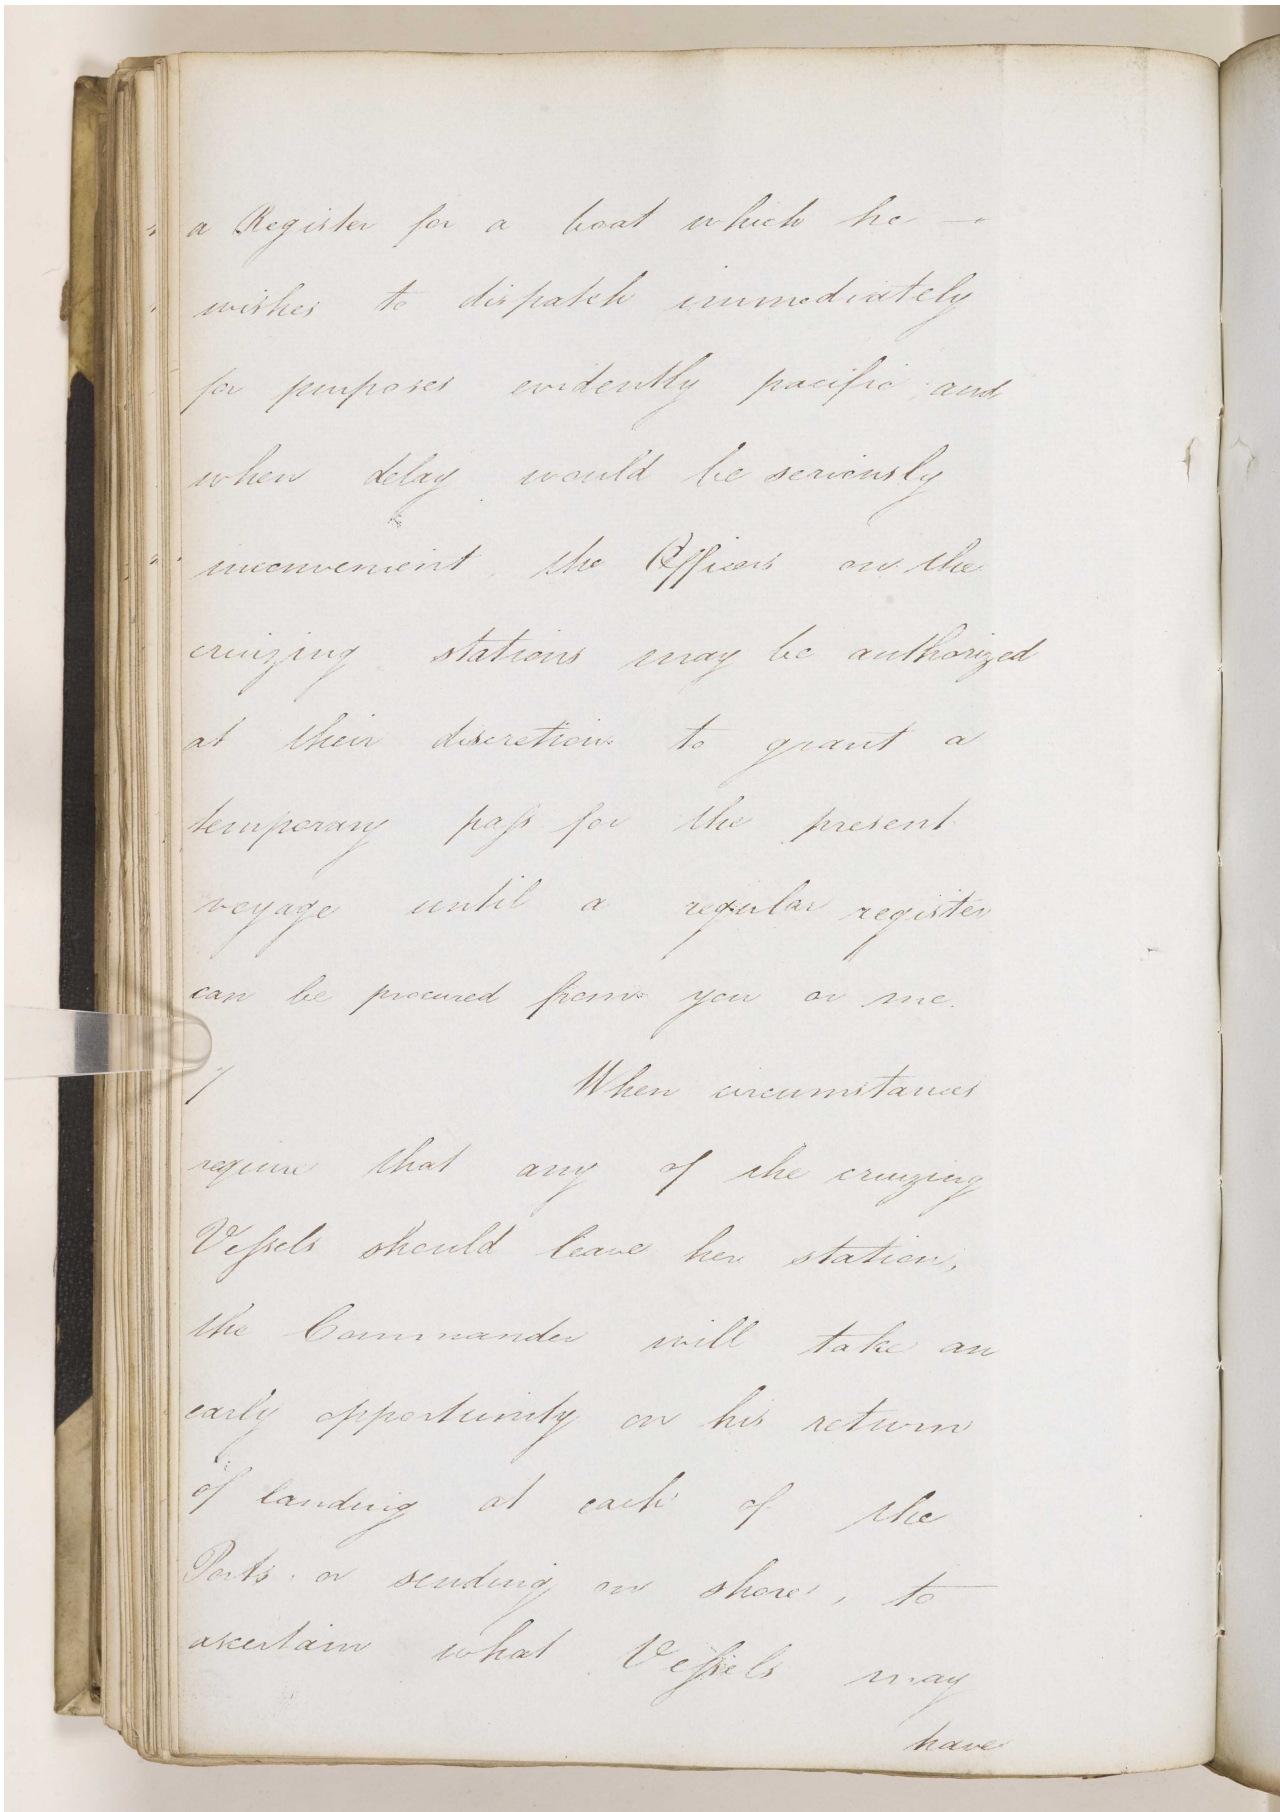 a Register for a boat which he —
wishes to dispatch immediately
for purposes evidently pacific and
when delay would be seriously
inconvenient, the Officers on the
cruizing stations may be authorized
at their discretion to grant a
temporary paſs for the present
voyage until a regular register
can be procured from you or me.
7 When circumstances
require that any of the cruizing
Veſsels should leave her station,
the Commander will take an
early opportunity on his return
of landing at each of the
Ports or sending on shore, to
ascertain what Veſsels may
have